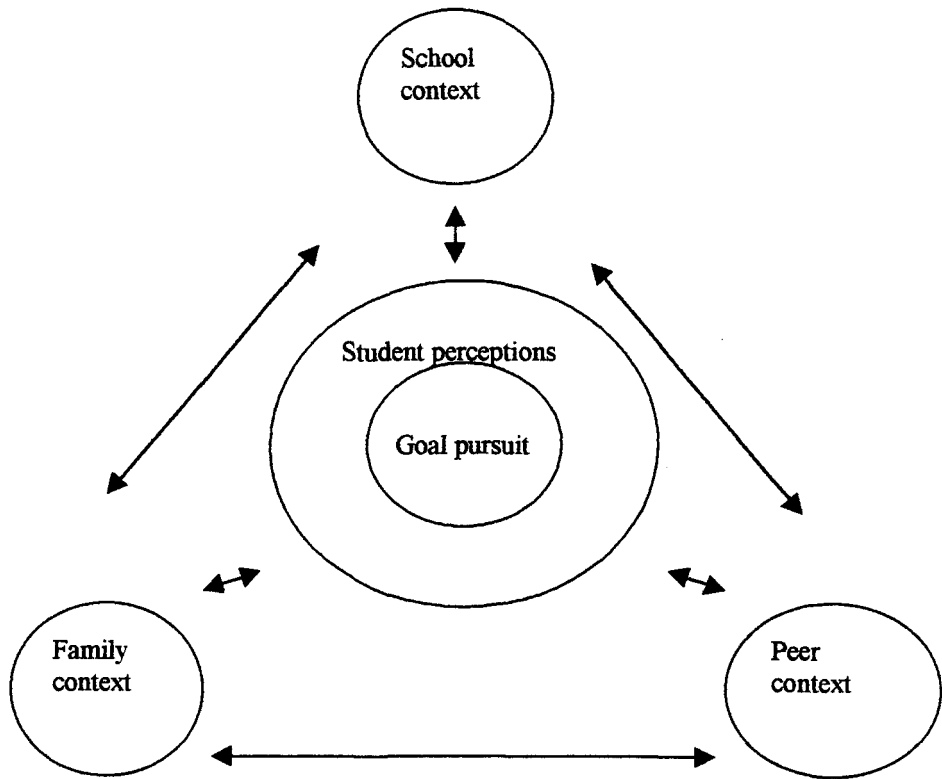 School
context
Student perceptions
Goal pursuit
Family
context
Peer
context